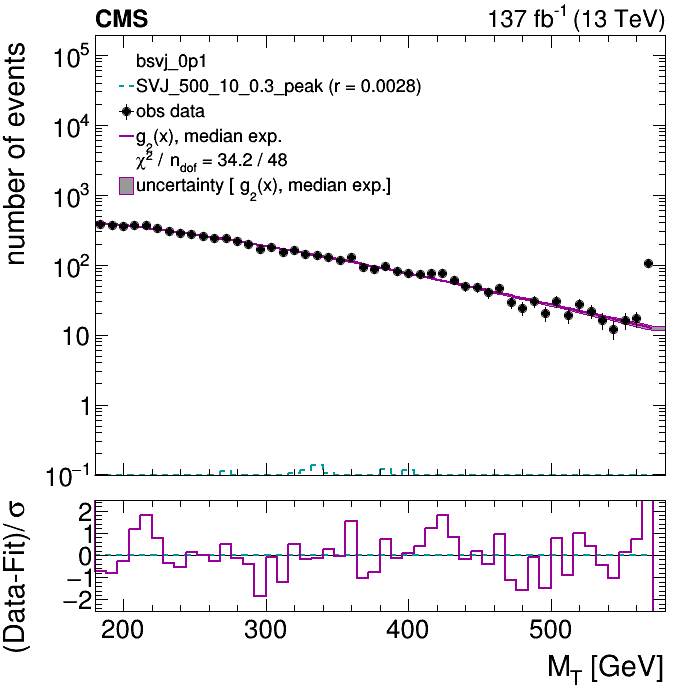 CMS 137 fb⁻¹ (13 TeV)
number of events
10⁵
10⁴
10³
10²
10
1
10⁻¹
bsvj_0p1
SVJ_500_10_0.3_peak (r = 0.0028)
obs data
g₂(x), median exp.
χ² / n_dof = 34.2 / 48
uncertainty [ g₂(x), median exp.]
(Data-Fit)/ σ
2
1
0
−1
−2
200 300 400 500
M_T [GeV]